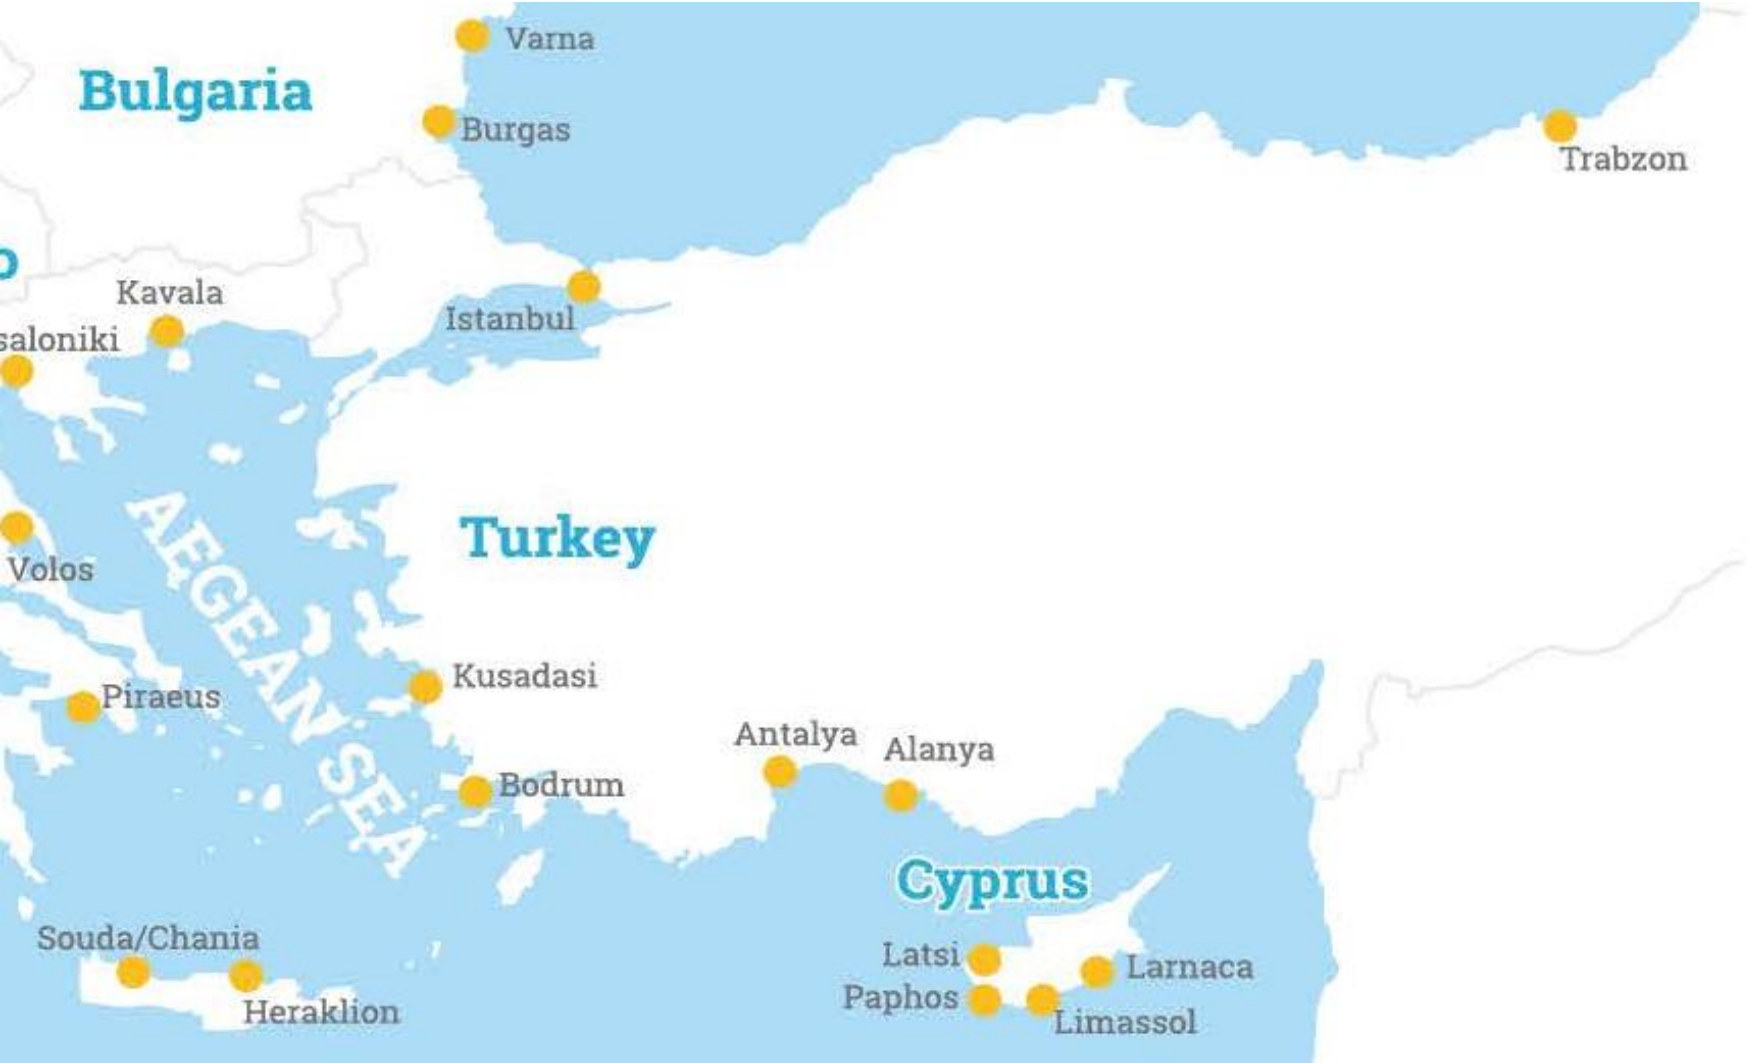 Varna
Bulgaria
Burgas
Trabzon
o
Kavala
Istanbul
saloniki
Turkey
Volos
AEGEAN SEA
Kusadasi
Piraeus
Antalya
Alanya
Bodrum
Cyprus
Souda/Chania
Latsi
Larnaca
Paphos
Heraklion
Limassol